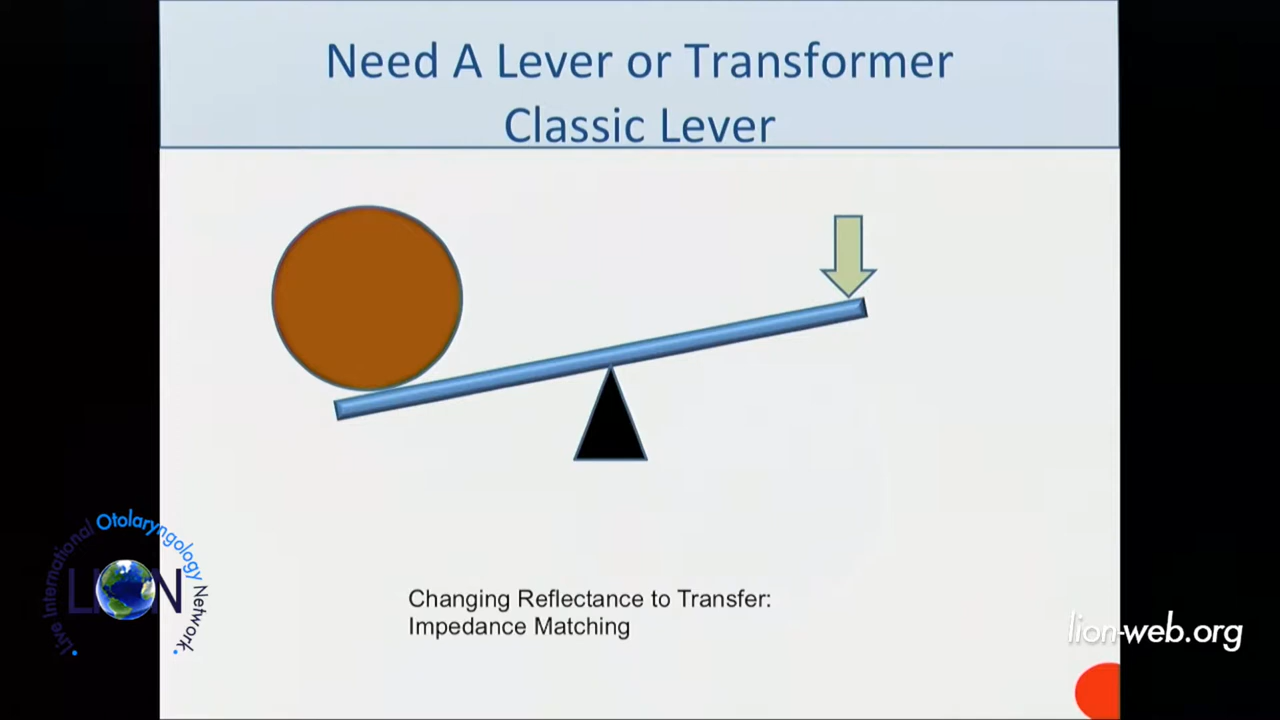 Need A Lever or Transformer
Classic Lever
Live International Otolaryngology Network
LION
Changing Reflectance to Transfer:
Impedance Matching
lion-web.org